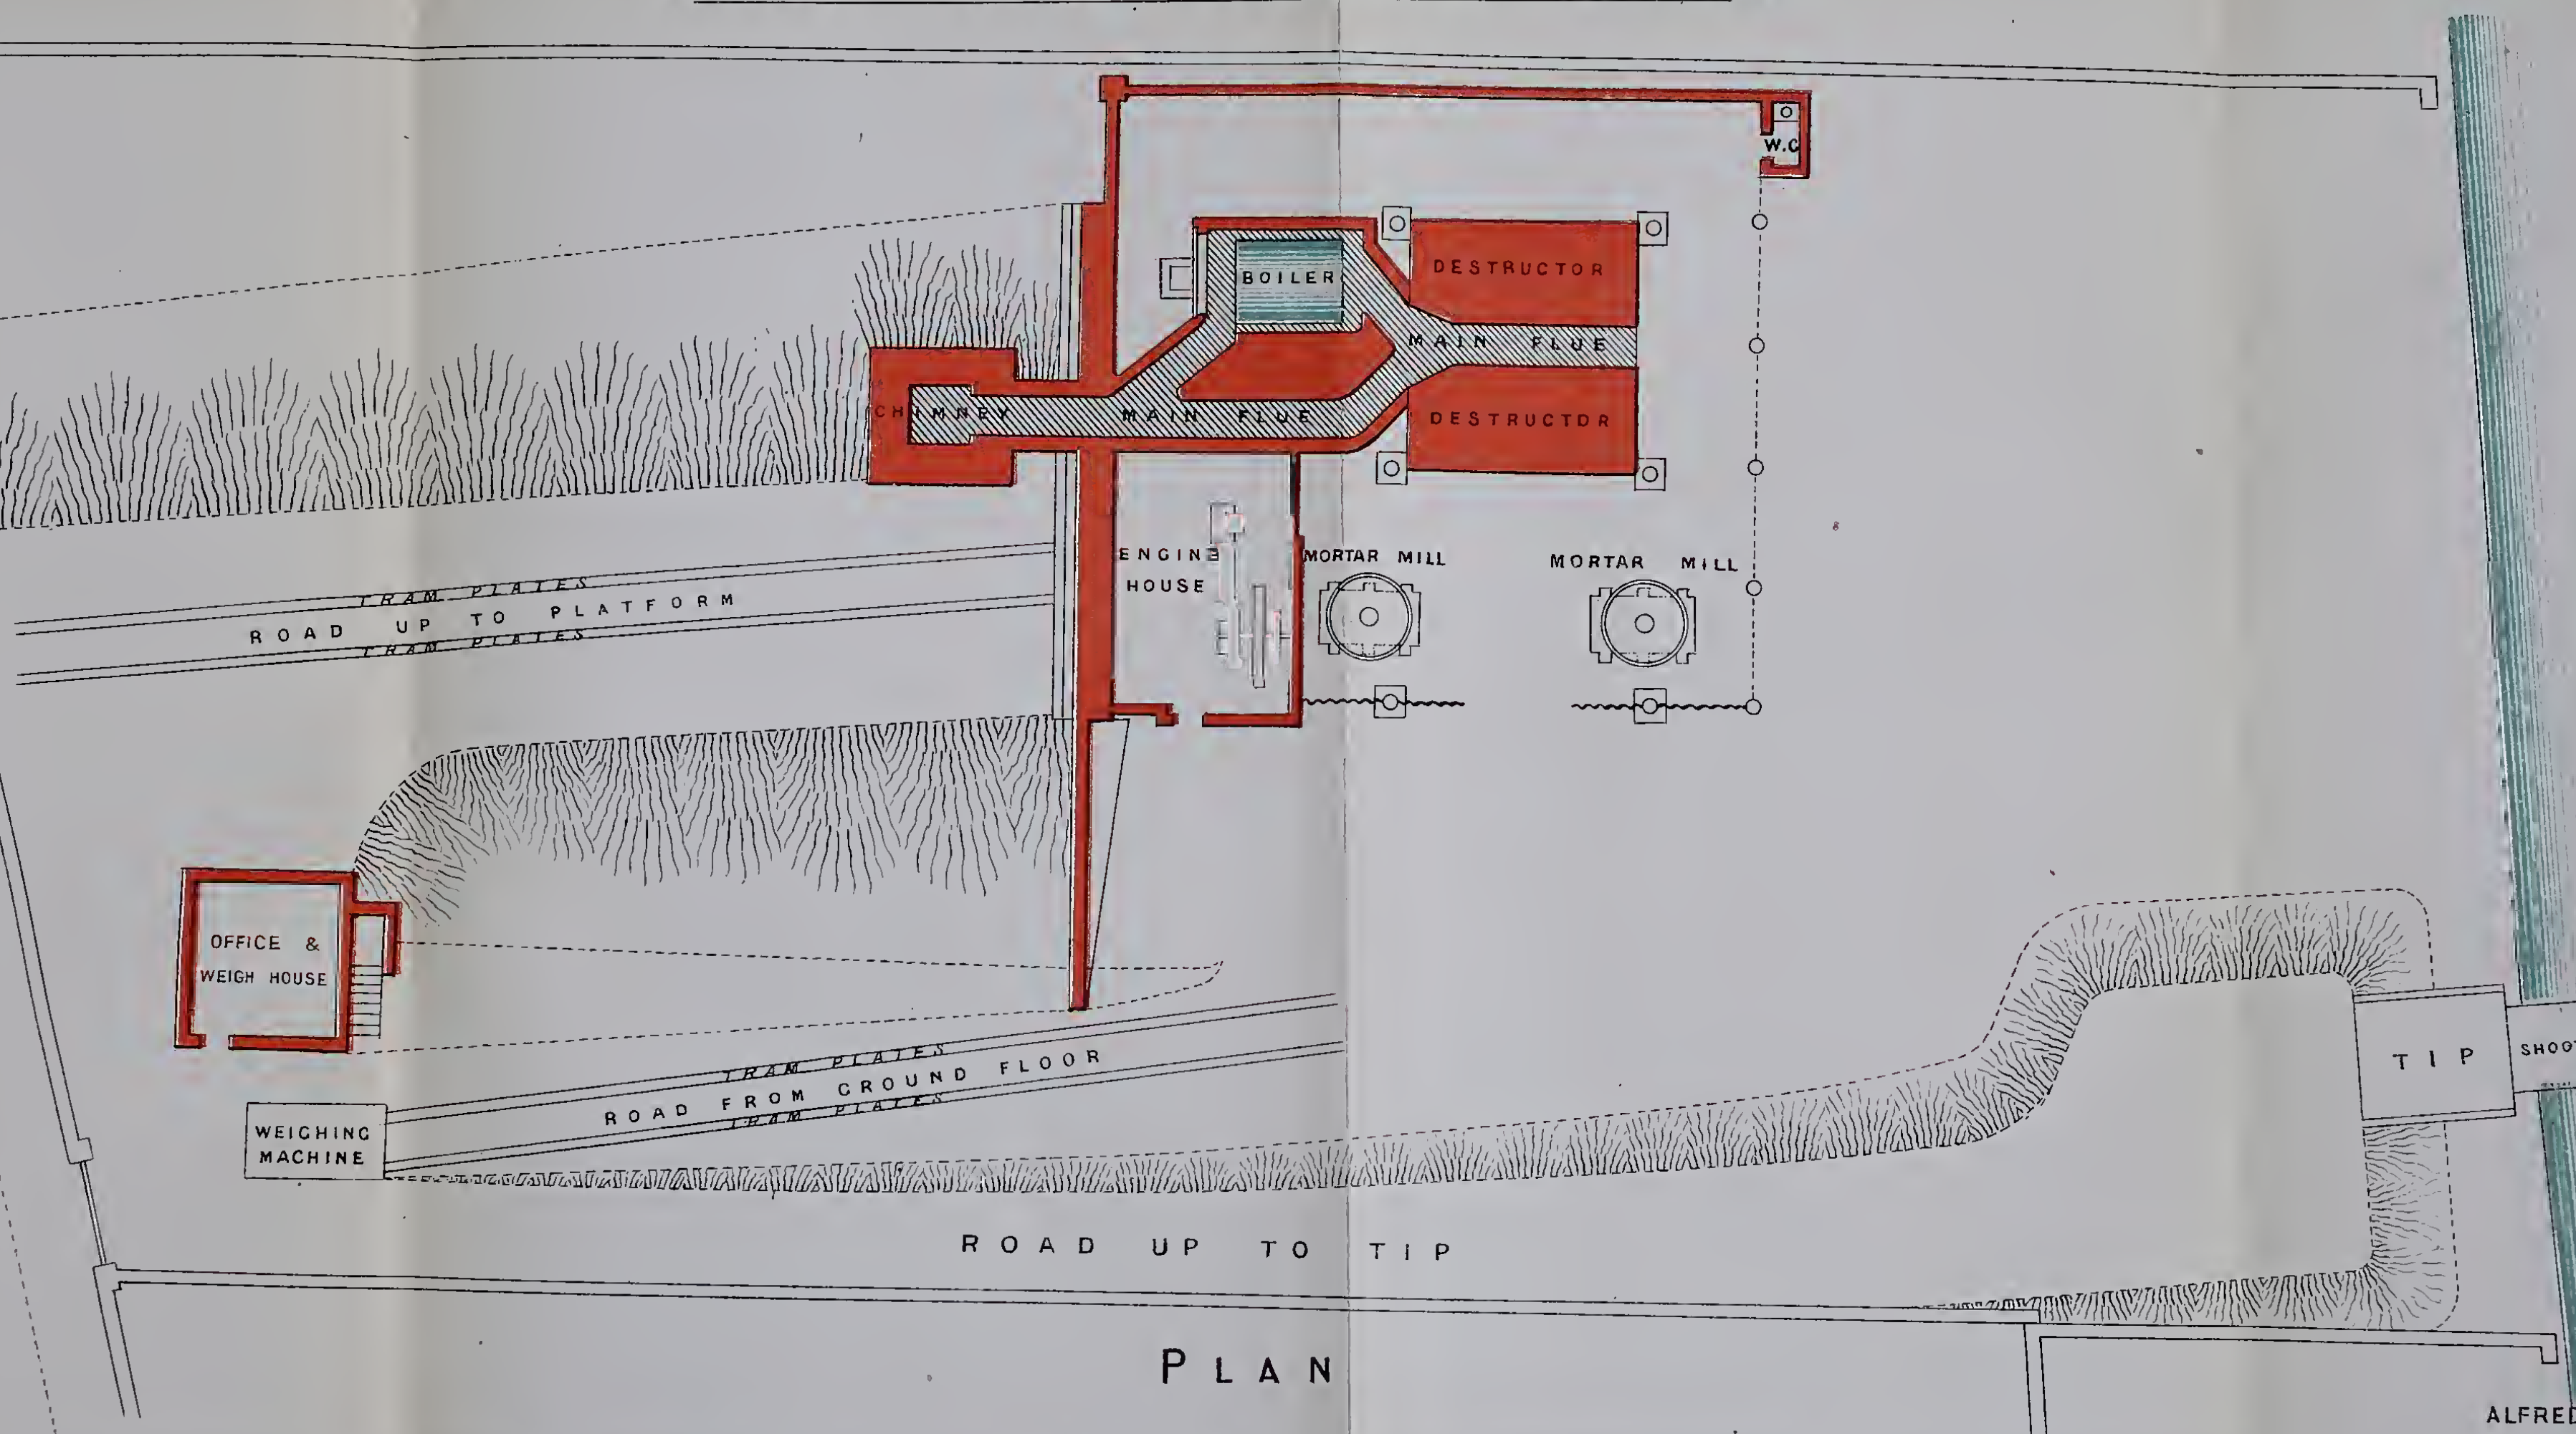 W.C
BOILER
DESTRUCTOR
MAIN FLUE
CHIMNEY
MAIN FLUE
DESTRUCTOR
ENGINE
HOUSE
MORTAR MILL
MORTAR MILL
TRAM PLATES
ROAD UP TO PLATFORM
TRAM PLATES
OFFICE &
WEIGH HOUSE
TRAM PLATES
ROAD FROM GROUND FLOOR
TRAM PLATES
WEIGHING
MACHINE
TIP
SHOOT
ROAD UP TO TIP
PLAN
ALFRED